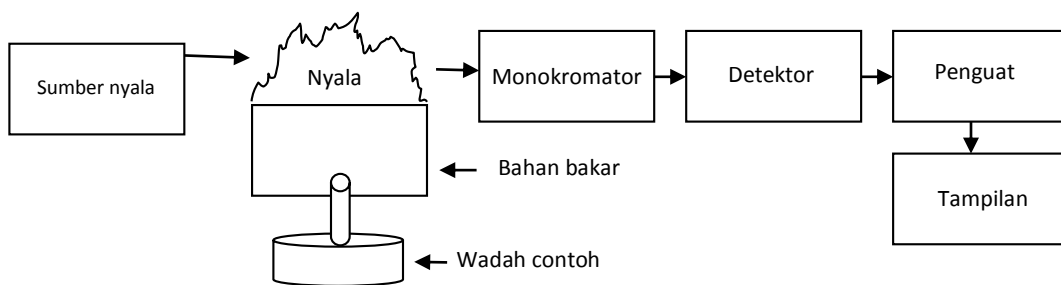 Sumber nyala
Nyala
Monokromator
Detektor
Penguat
Bahan bakar
Tampilan
Wadah contoh